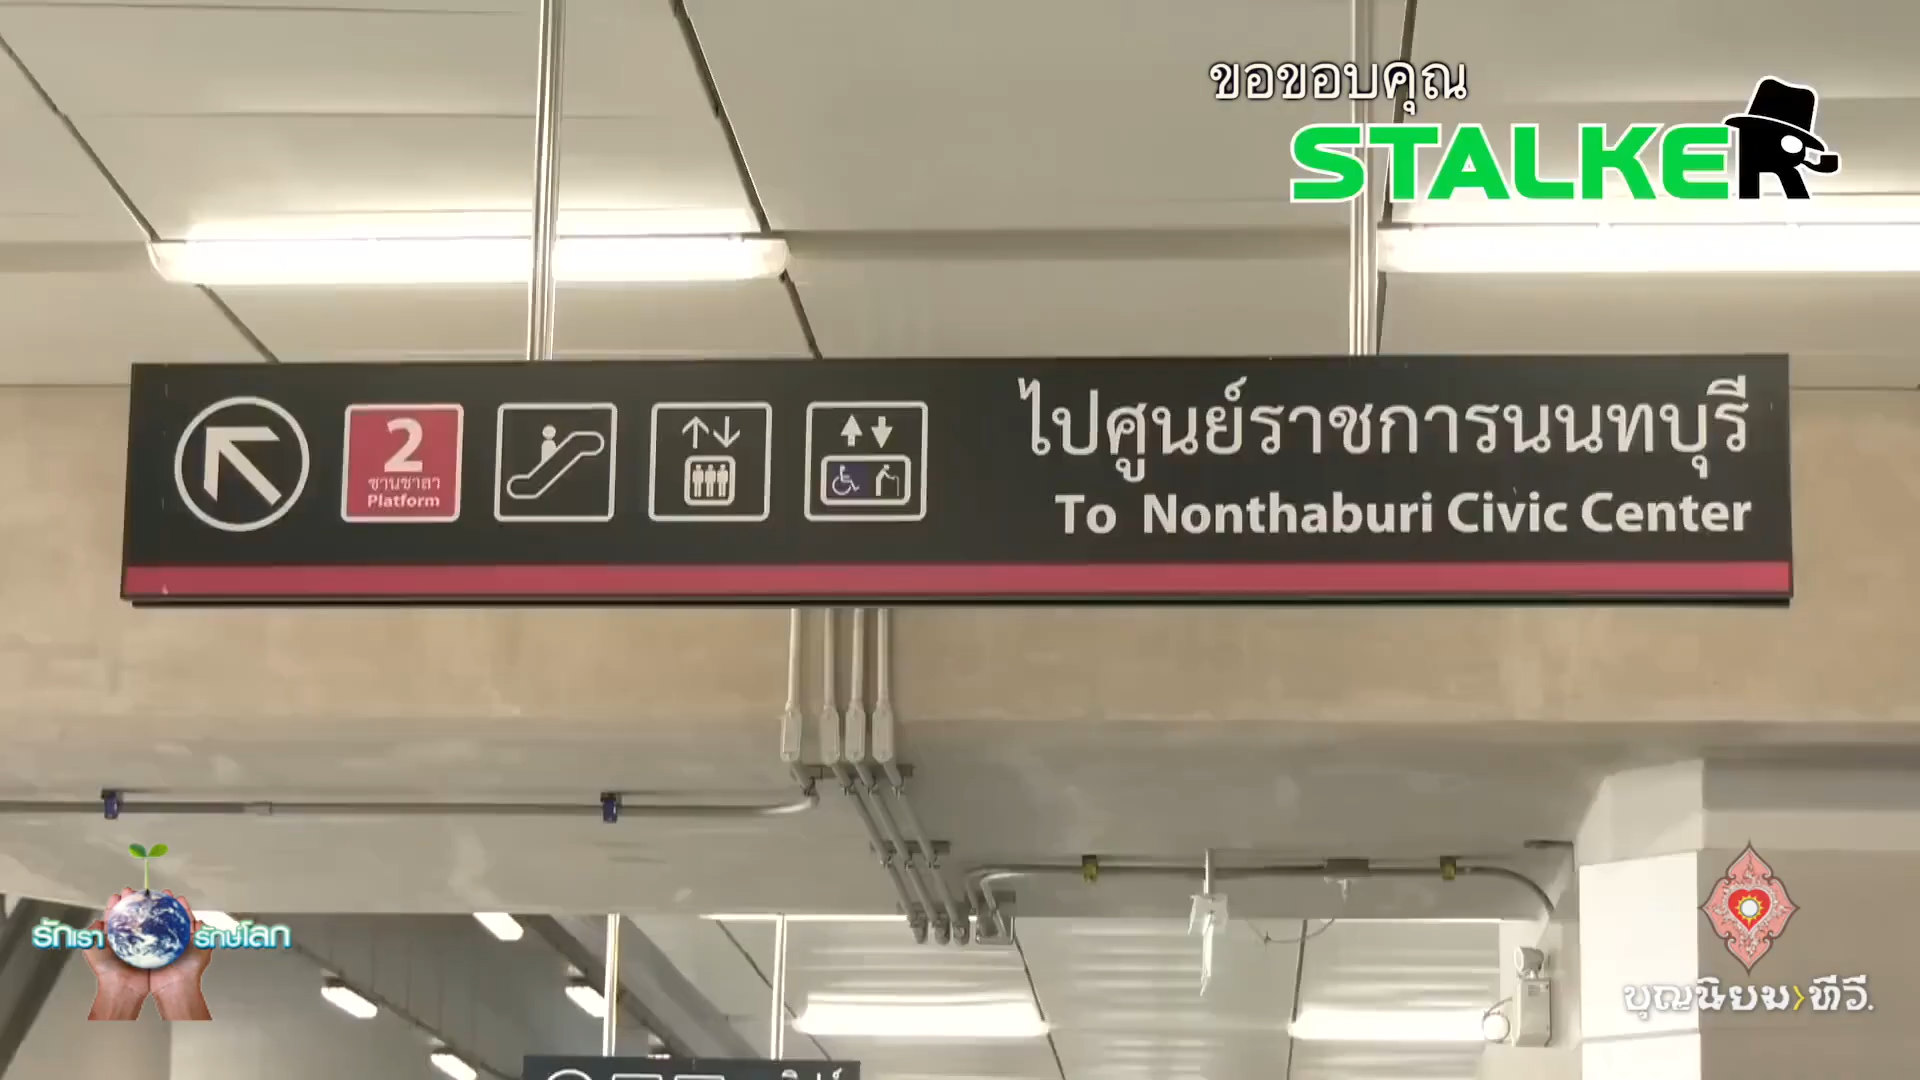 ขอขอบคุณ
STALKER
2
ชานชาลา
Platform
ไปศูนย์ราชการนนทบุรี
To Nonthaburi Civic Center
รักเรา รักษ์โลก
บุญนิยมทีวี.